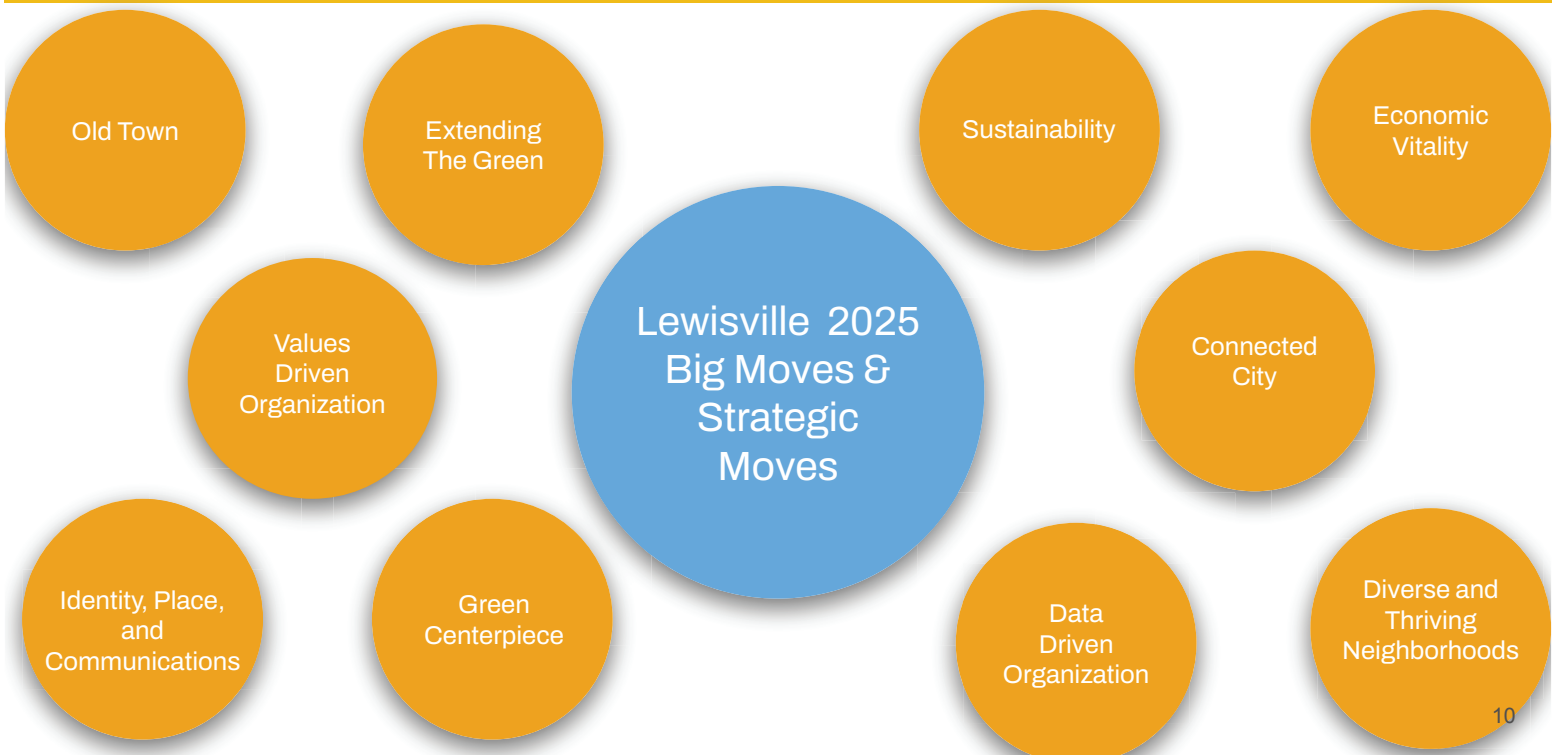 Old Town
Extending
The Green
Sustainability
Economic
Vitality
Values
Driven
Organization
Lewisville 2025
Big Moves &
Strategic
Moves
Connected
City
Identity, Place,
and
Communications
Green
Centerpiece
Data
Driven
Organization
Diverse and
Thriving
Neighborhoods
10